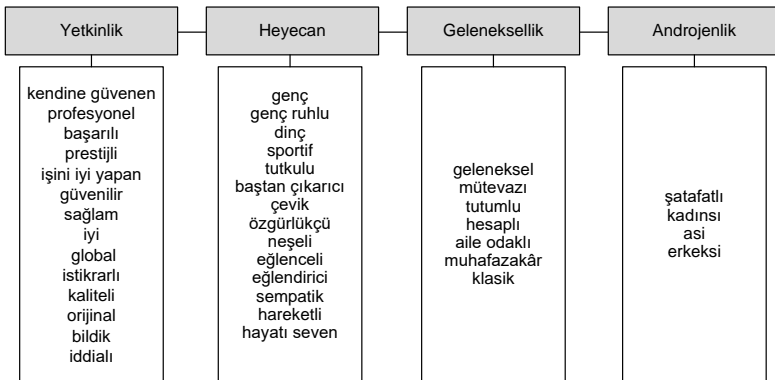 Yetkinlik
kendine güvenen
profesyonel
başarılı
prestijli
işini iyi yapan
güvenilir
sağlam
iyi
global
istikrarlı
kaliteli
orijinal
bildik
iddialı
Heyecan
genç
genç ruhlu
dinç
sportif
tutkulu
baştan çıkarıcı
çevik
özgürlükçü
neşeli
eğlenceli
eğlendirici
sempatik
hareketli
hayatı seven
Geleneksellik
geleneksel
mütevazı
tutumlu
hesaplı
aile odaklı
muhafazakâr
klasik
Androjenlik
şatafatlı
kadınsı
asi
erkeksi